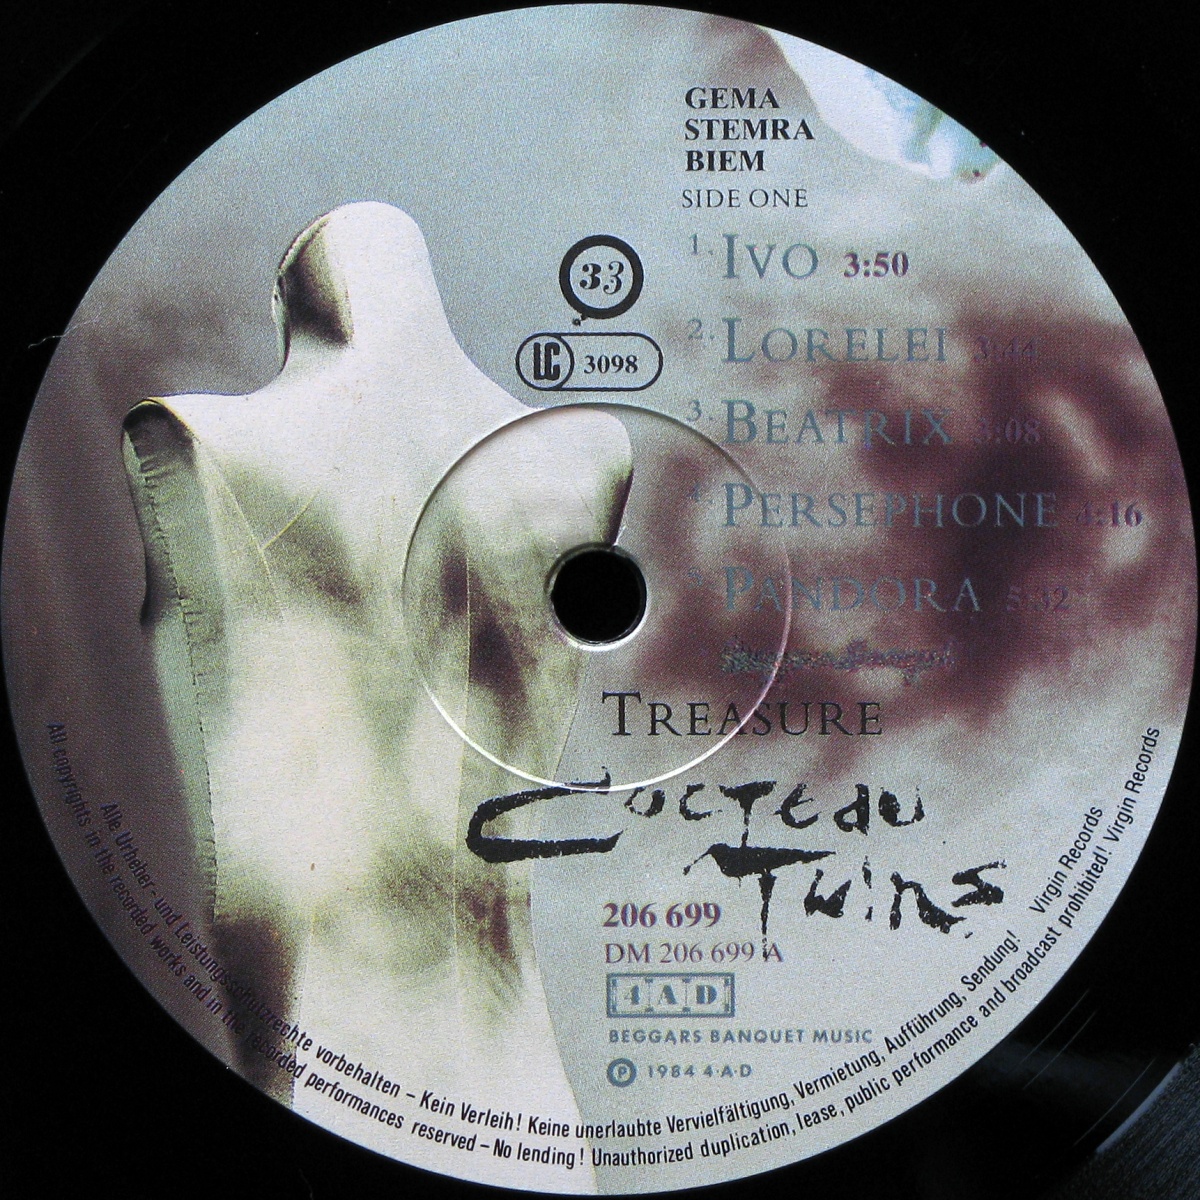 GEMA
STEMRA
BIEM
SIDE ONE
33
LC 3098
1. IVO 3:50
2. LORELEI 3:44
3. BEATRIX 3:08
4. PERSEPHONE 4:16
5. PANDORA 5:32
TREASURE
COCTEAU
TWINS
206 699
DM 206 699 A
4AD
BEGGARS BANQUET MUSIC
Ⓟ 1984 4·A·D
Alle Urheber- und Leistungsschutzrechte vorbehalten – Kein Verleih! Keine unerlaubte Vervielfältigung, Vermietung, Aufführung, Sendung! Virgin Records
All copyrights in the recorded works and in the recorded performances reserved – No lending! Unauthorized duplication, lease, public performance and broadcast prohibited! Virgin Records